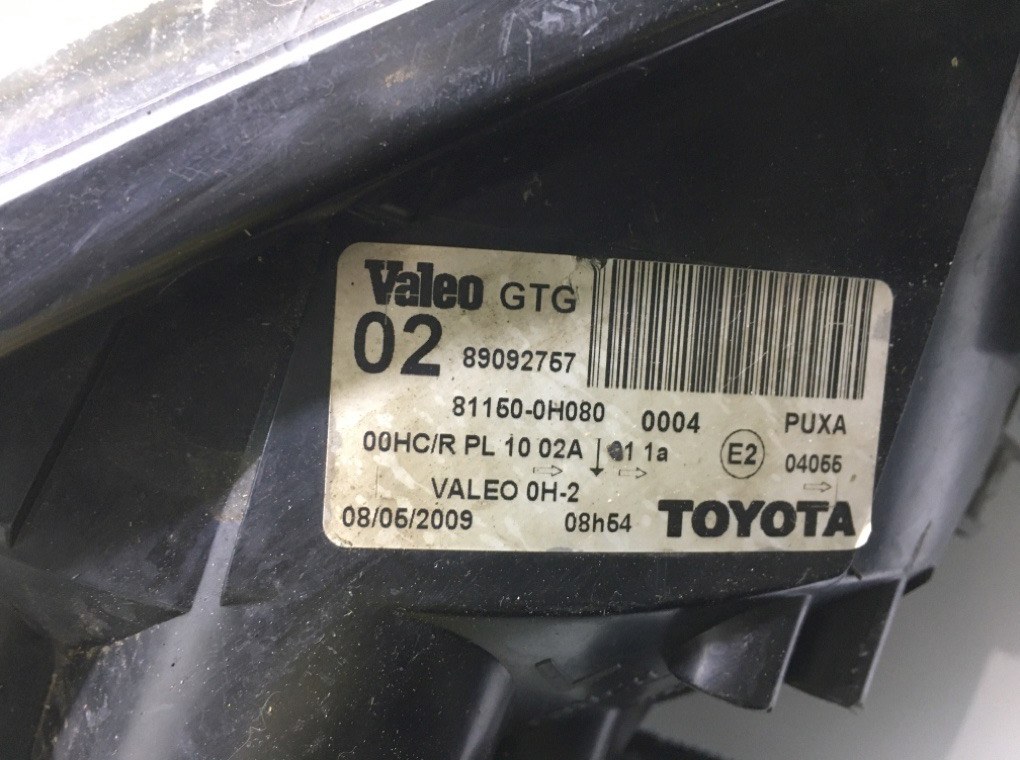 Valeo GTG
02 89092757
81150-0H080 0004 PUXA
00HC/R PL 10 02A 01 1a E2 04055
VALEO 0H-2
08/05/2009 08h54 TOYOTA